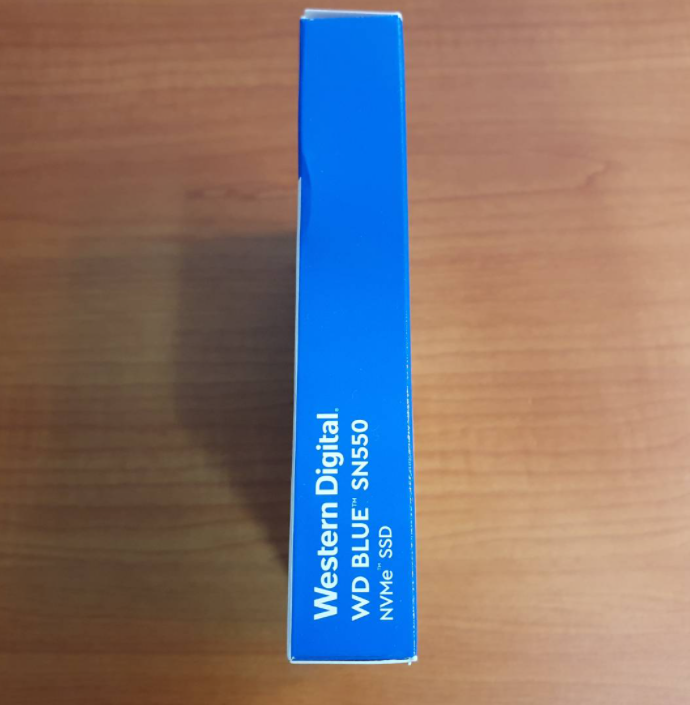 Western Digital.
WD BLUE™ SN550
NVMe™ SSD